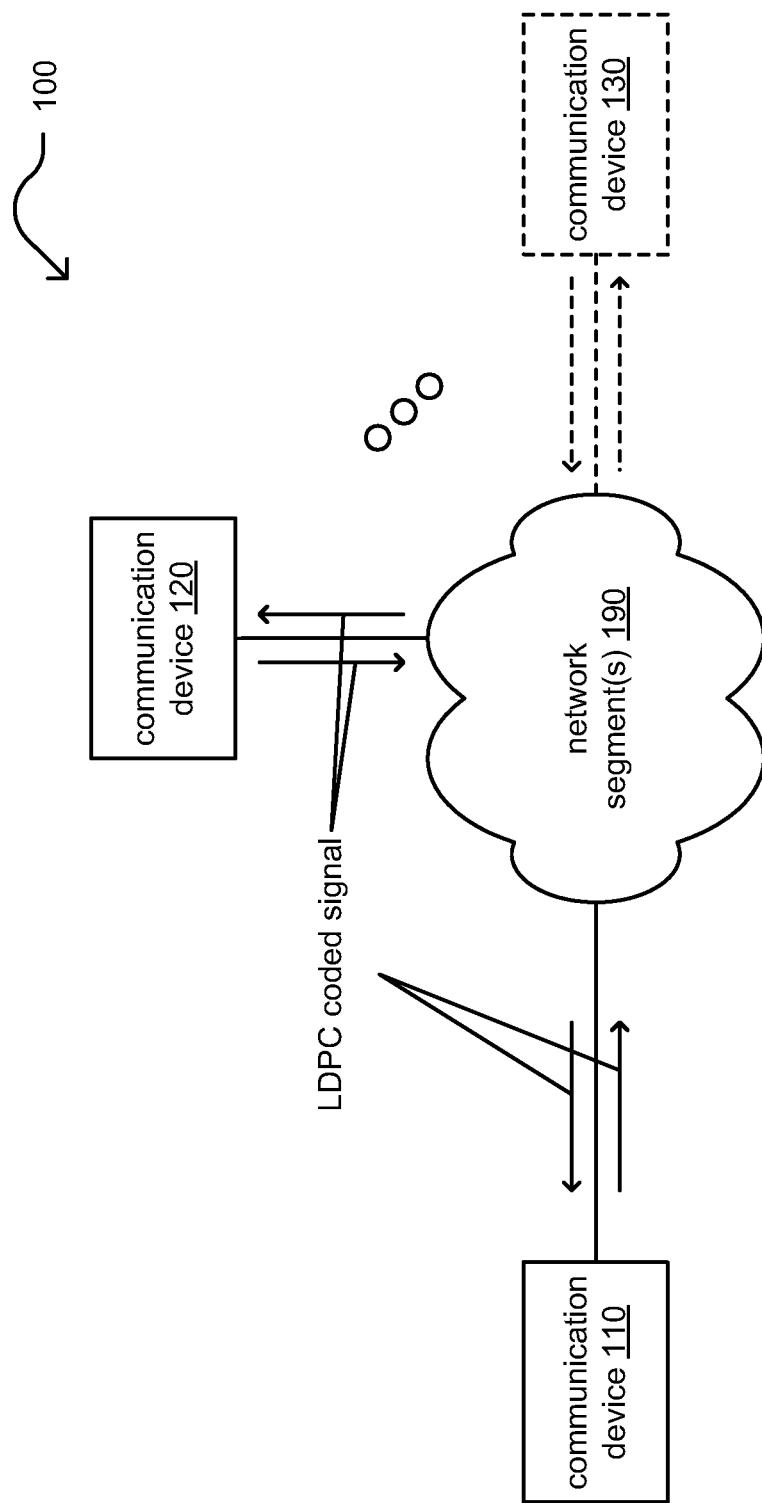 100
communication
device 120
communication
device 130
LDPC coded signal
network
segment(s) 190
communication
device 110